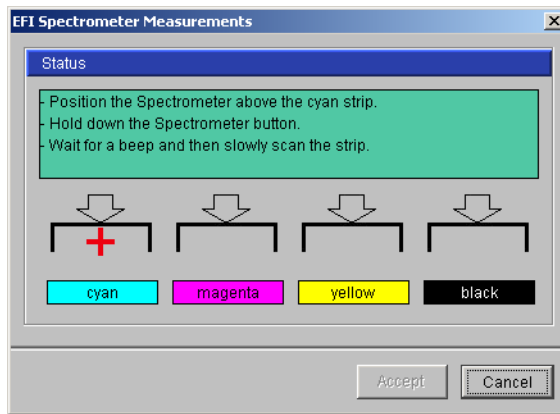 EFI Spectrometer Measurements
Status
- Position the Spectrometer above the cyan strip.
- Hold down the Spectrometer button.
- Wait for a beep and then slowly scan the strip.
cyan magenta yellow black
Accept Cancel